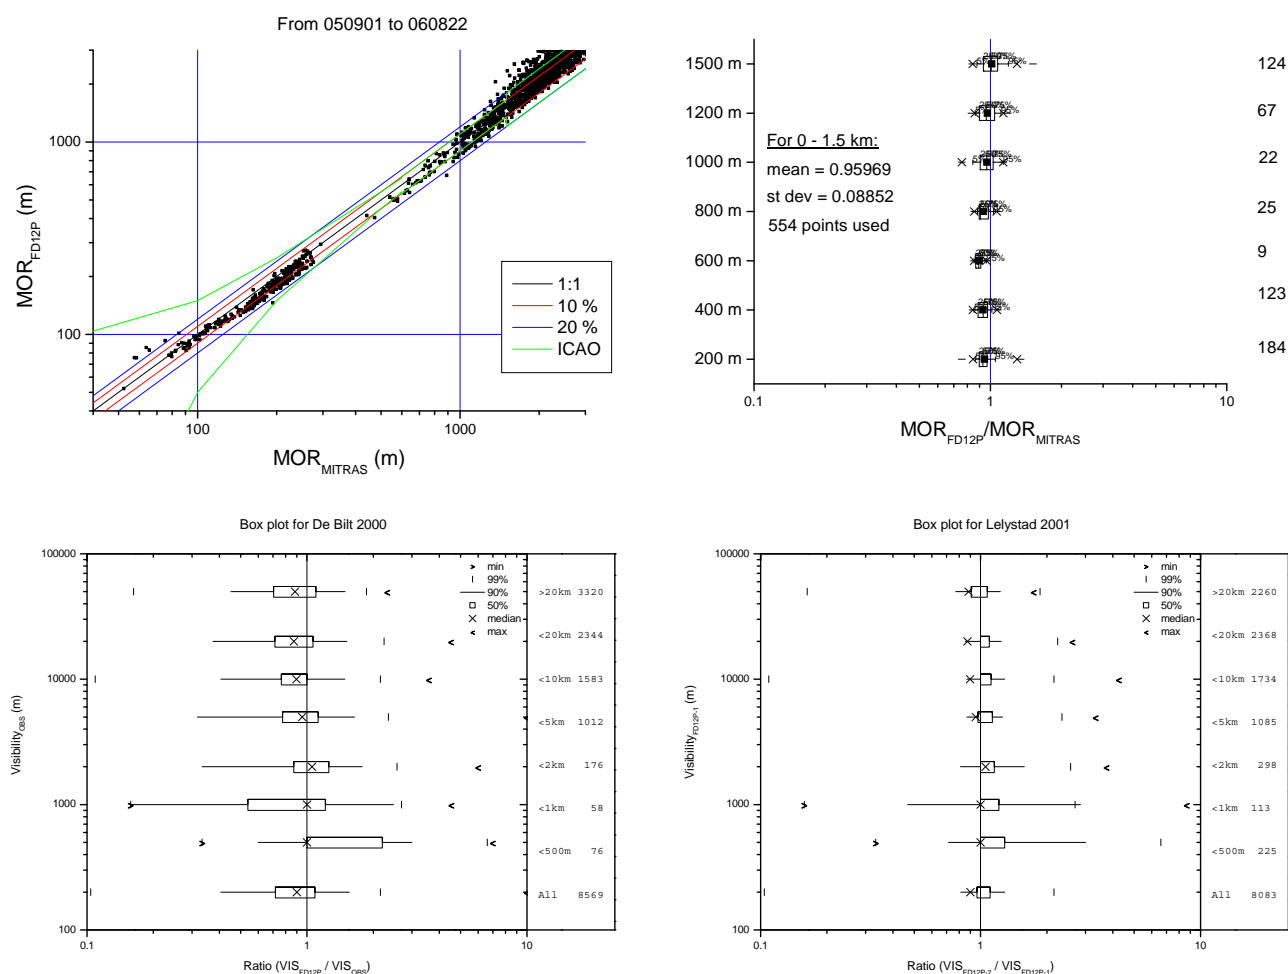 From 050901 to 060822
1000
100
MOR_FD12P (m)
100
1000
MOR_MITRAS (m)
1:1
10 %
20 %
ICAO
1500 m
1200 m
1000 m
800 m
600 m
400 m
200 m
For 0 - 1.5 km:
mean = 0.95969
st dev = 0.08852
554 points used
124
67
22
25
9
123
184
0.1
1
10
MOR_FD12P/MOR_MITRAS
Box plot for De Bilt 2000
100000
10000
1000
100
Visibility_OBS (m)
min
99%
90%
50%
median
max
>20km 3320
<20km 2344
<10km 1583
<5km 1012
<2km 176
<1km 58
<500m 76
All 8569
0.1
1
10
Ratio (VIS_FD12P / VIS_OBS)
Box plot for Lelystad 2001
100000
10000
1000
100
Visibility_FD12P-1 (m)
min
99%
90%
50%
median
max
>20km 2260
<20km 2368
<10km 1734
<5km 1085
<2km 298
<1km 113
<500m 225
All 8083
0.1
1
10
Ratio (VIS_FD12P-2 / VIS_FD12P-1)